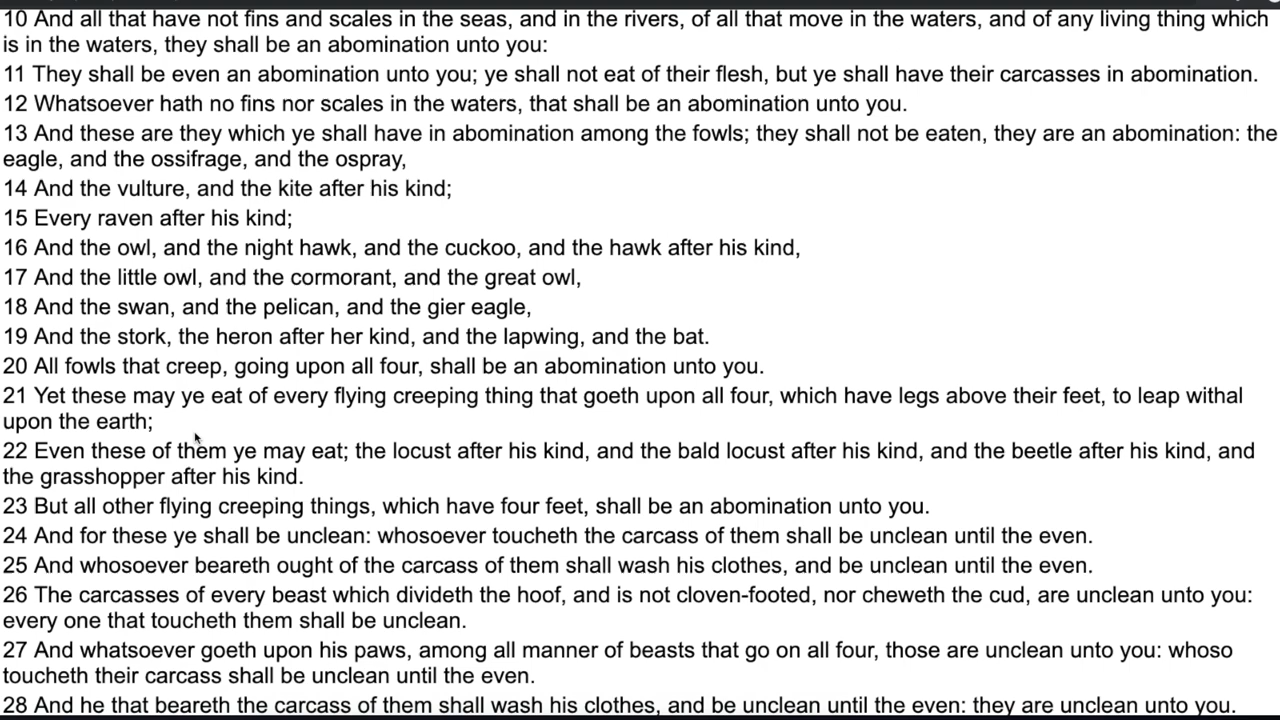 10 And all that have not fins and scales in the seas, and in the rivers, of all that move in the waters, and of any living thing which
is in the waters, they shall be an abomination unto you:
11 They shall be even an abomination unto you; ye shall not eat of their flesh, but ye shall have their carcasses in abomination.
12 Whatsoever hath no fins nor scales in the waters, that shall be an abomination unto you.
13 And these are they which ye shall have in abomination among the fowls; they shall not be eaten, they are an abomination: the
eagle, and the ossifrage, and the ospray,
14 And the vulture, and the kite after his kind;
15 Every raven after his kind;
16 And the owl, and the night hawk, and the cuckoo, and the hawk after his kind,
17 And the little owl, and the cormorant, and the great owl,
18 And the swan, and the pelican, and the gier eagle,
19 And the stork, the heron after her kind, and the lapwing, and the bat.
20 All fowls that creep, going upon all four, shall be an abomination unto you.
21 Yet these may ye eat of every flying creeping thing that goeth upon all four, which have legs above their feet, to leap withal
upon the earth;
22 Even these of them ye may eat; the locust after his kind, and the bald locust after his kind, and the beetle after his kind, and
the grasshopper after his kind.
23 But all other flying creeping things, which have four feet, shall be an abomination unto you.
24 And for these ye shall be unclean: whosoever toucheth the carcass of them shall be unclean until the even.
25 And whosoever beareth ought of the carcass of them shall wash his clothes, and be unclean until the even.
26 The carcasses of every beast which divideth the hoof, and is not cloven-footed, nor cheweth the cud, are unclean unto you:
every one that toucheth them shall be unclean.
27 And whatsoever goeth upon his paws, among all manner of beasts that go on all four, those are unclean unto you: whoso
toucheth their carcass shall be unclean until the even.
28 And he that beareth the carcass of them shall wash his clothes, and be unclean until the even: they are unclean unto you.